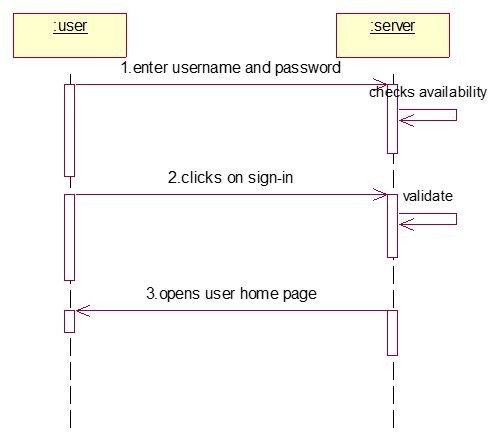 :user
:server
1.enter username and password
checks availability
2.clicks on sign-in
validate
3.opens user home page